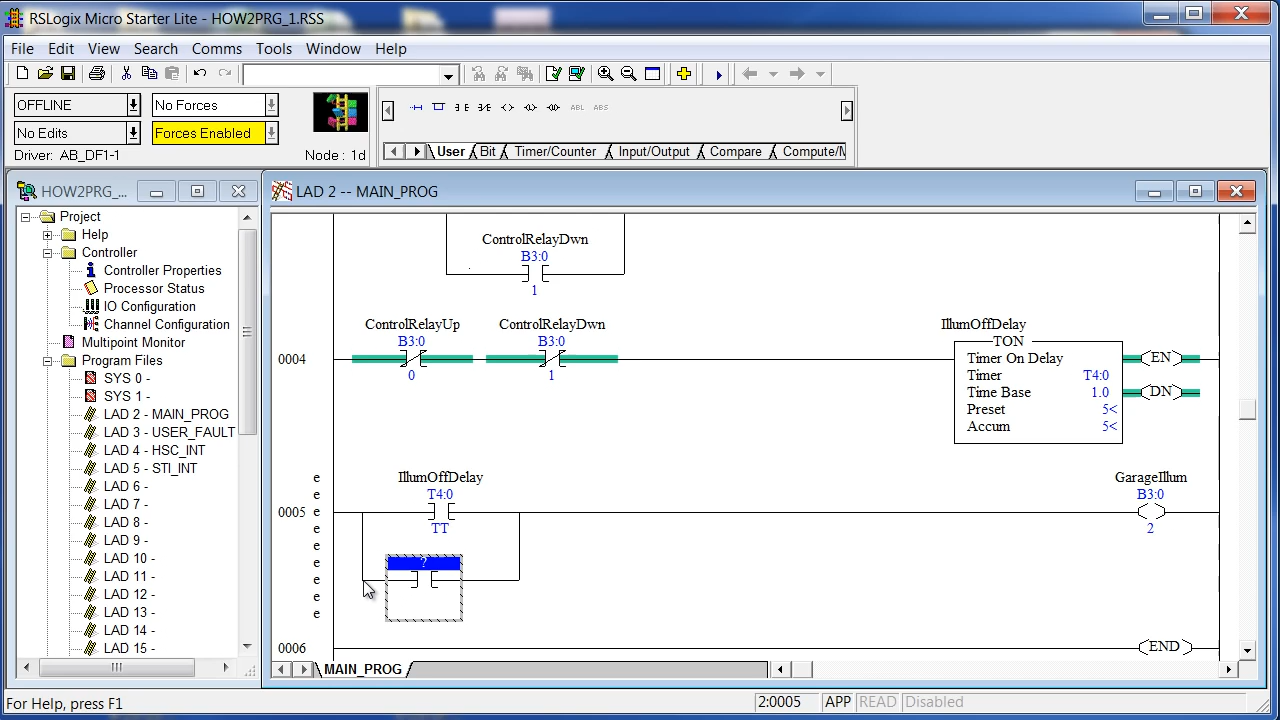 RSLogix Micro Starter Lite - HOW2PRG_1.RSS
File Edit View Search Comms Tools Window Help
OFFLINE No Forces
No Edits Forces Enabled
Driver: AB_DF1-1 Node : 1d
ABL ABS
User Bit Timer/Counter Input/Output Compare Compute/M
HOW2PRG_...
Project
Help
Controller
Controller Properties
Processor Status
IO Configuration
Channel Configuration
Multipoint Monitor
Program Files
SYS 0 -
SYS 1 -
LAD 2 - MAIN_PROG
LAD 3 - USER_FAULT
LAD 4 - HSC_INT
LAD 5 - STI_INT
LAD 6 -
LAD 7 -
LAD 8 -
LAD 9 -
LAD 10 -
LAD 11 -
LAD 12 -
LAD 13 -
LAD 14 -
LAD 15 -
LAD 2 -- MAIN_PROG
ControlRelayDwn
B3:0
1
ControlRelayUp ControlRelayDwn IllumOffDelay
B3:0 B3:0 TON
0004 Timer On Delay EN
0 1 Timer T4:0
Time Base 1.0 DN
Preset 5<
Accum 5<
e IllumOffDelay GarageIllum
e T4:0 B3:0
0005 e
e TT 2
e
e ?
e
e
e
0006 END
MAIN_PROG
For Help, press F1 2:0005 APP READ Disabled